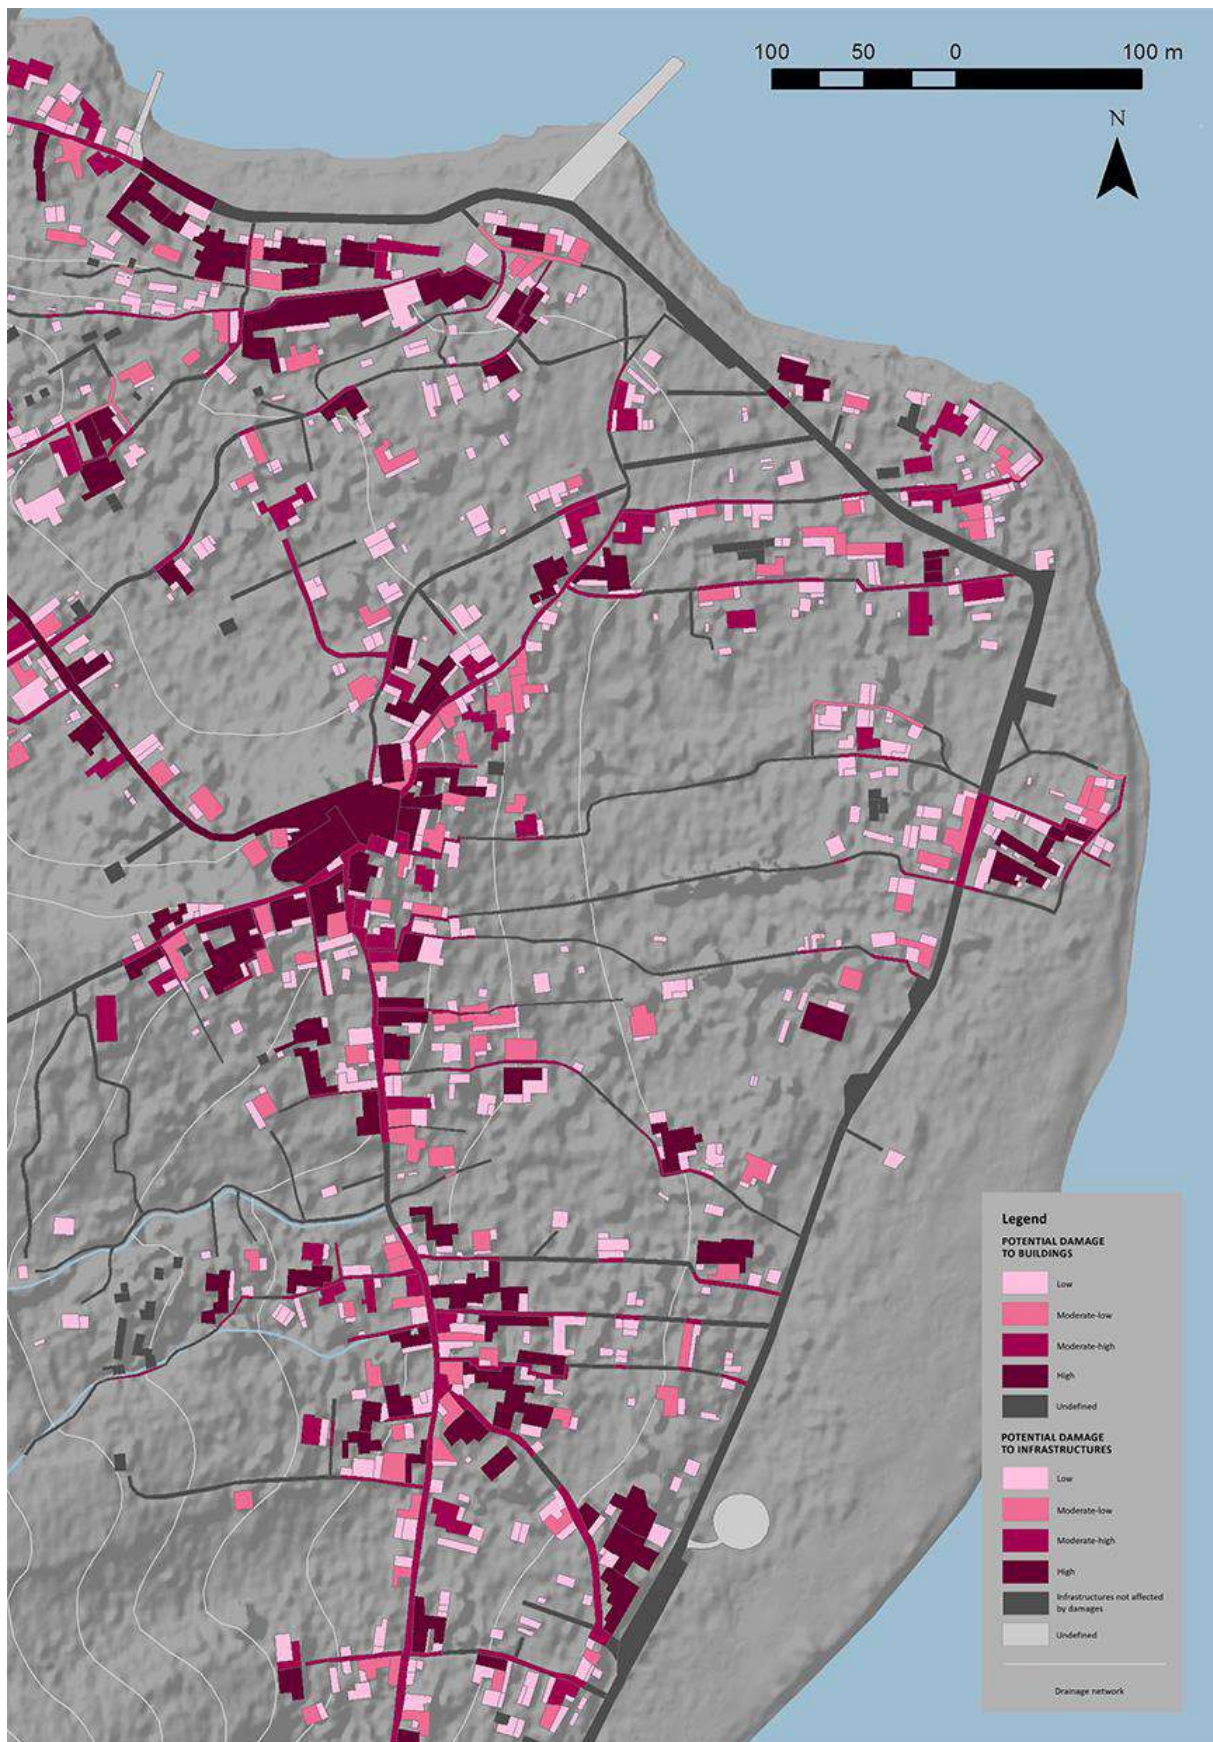 100 50 0 100 m
N
Legend
POTENTIAL DAMAGE
TO BUILDINGS
Low
Moderate-low
Moderate-high
High
Undefined
POTENTIAL DAMAGE
TO INFRASTRUCTURES
Low
Moderate-low
Moderate-high
High
Infrastructures not affected
by damages
Undefined
Drainage network